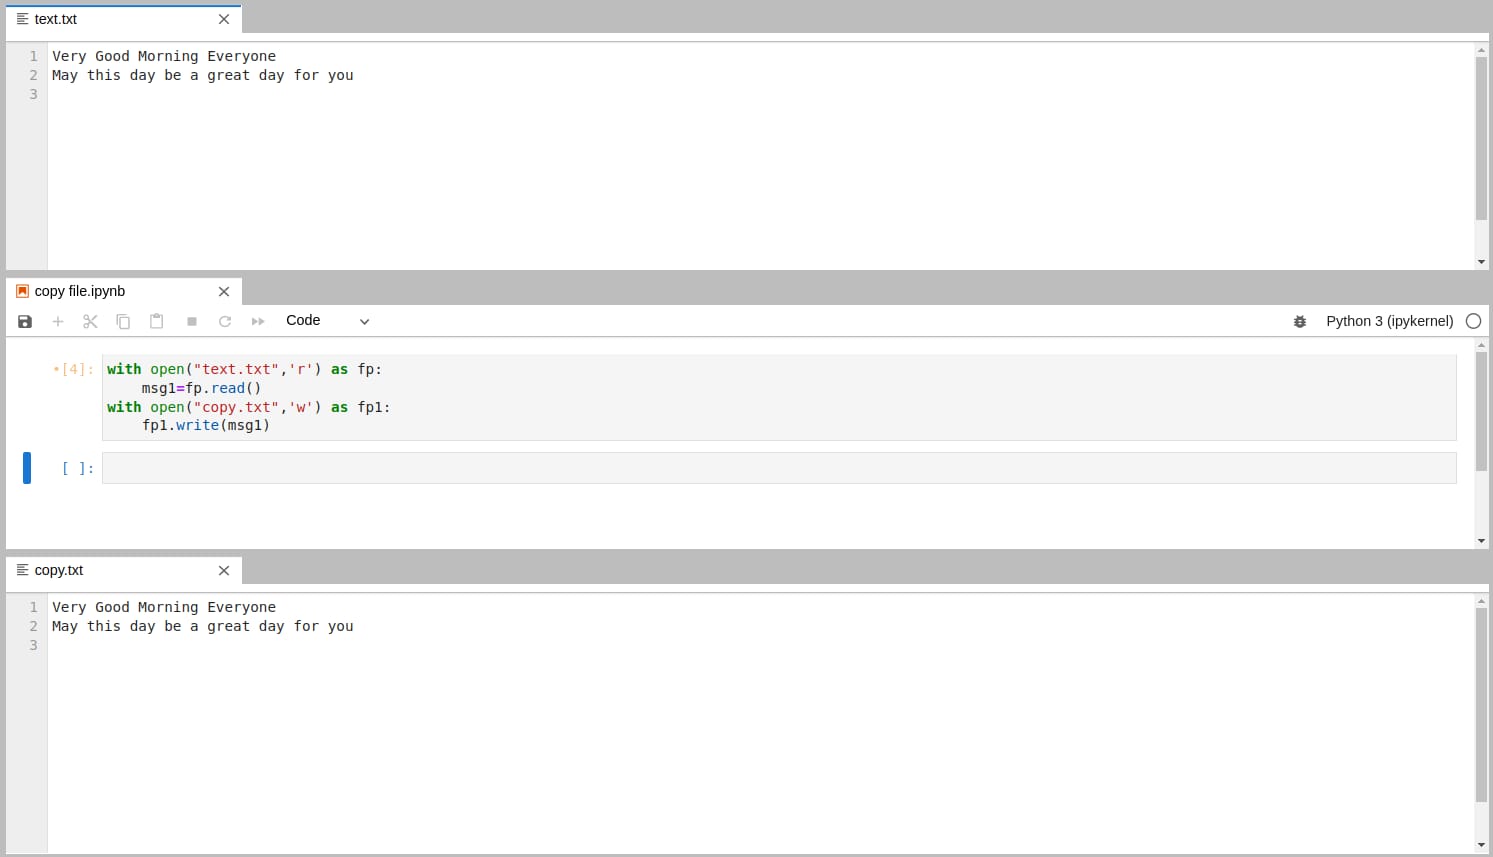 text.txt
1 Very Good Morning Everyone
2 May this day be a great day for you
3
copy file.ipynb
Code
Python 3 (ipykernel)
•[4]: with open("text.txt",'r') as fp:
    msg1=fp.read()
with open("copy.txt",'w') as fp1:
    fp1.write(msg1)
[ ]:
copy.txt
1 Very Good Morning Everyone
2 May this day be a great day for you
3